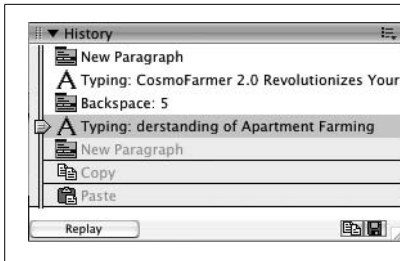 History
New Paragraph
Typing: CosmoFarmer 2.0 Revolutionizes Your
Backspace: 5
Typing: derstanding of Apartment Farming
New Paragraph
Copy
Paste
Replay